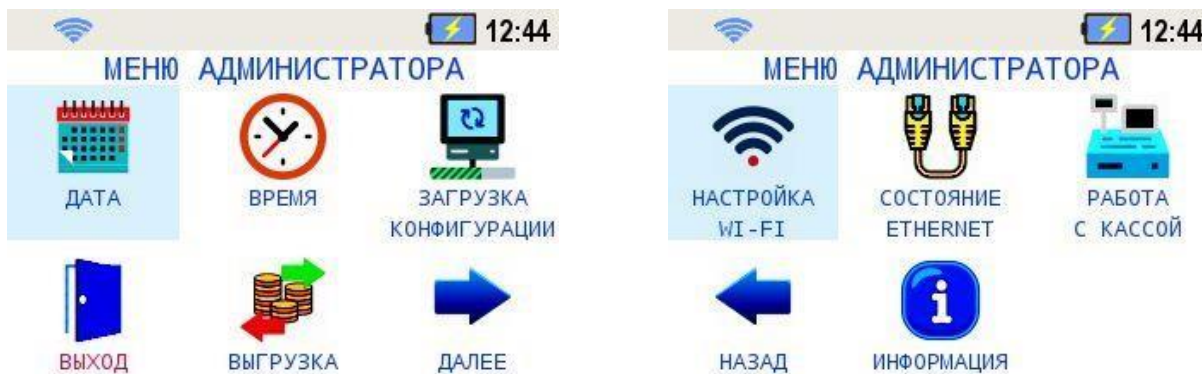 12:44
МЕНЮ АДМИНИСТРАТОРА
ДАТА
ВРЕМЯ
ЗАГРУЗКА
КОНФИГУРАЦИИ
ВЫХОД
ВЫГРУЗКА
ДАЛЕЕ
12:44
МЕНЮ АДМИНИСТРАТОРА
НАСТРОЙКА
WI-FI
СОСТОЯНИЕ
ETHERNET
РАБОТА
С КАССОЙ
НАЗАД
ИНФОРМАЦИЯ